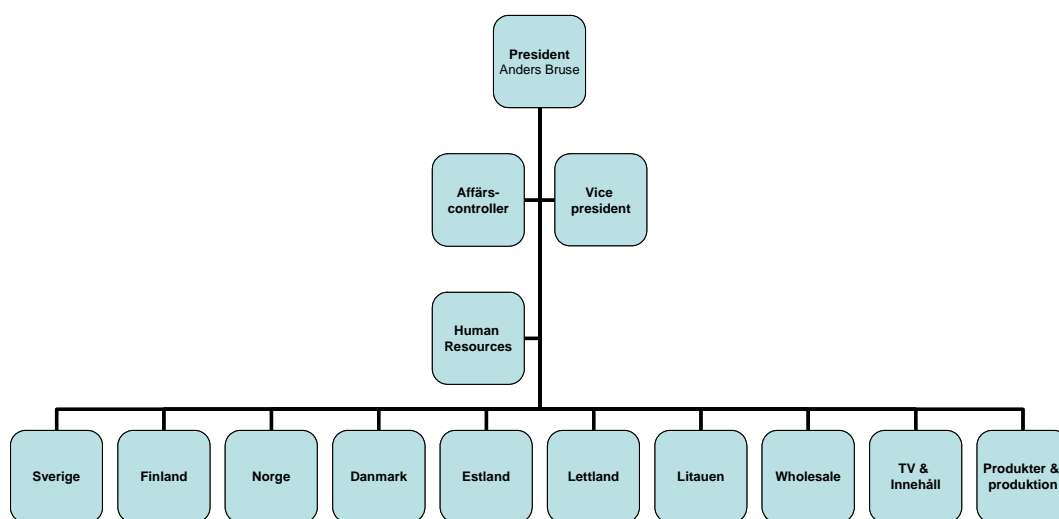 President
Anders Bruse
Affärs-
controller
Vice
president
Human
Resources
Sverige
Finland
Norge
Danmark
Estland
Lettland
Litauen
Wholesale
TV &
Innehåll
Produkter &
produktion